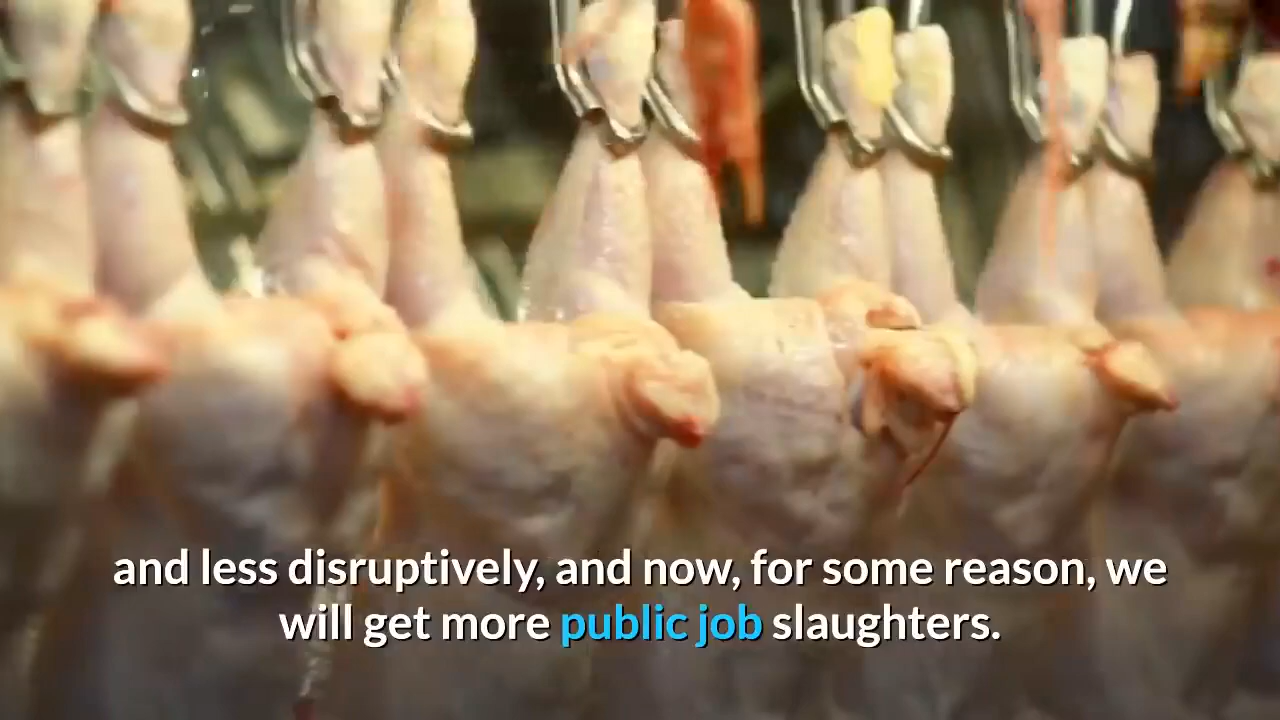 and less disruptively, and now, for some reason, we
will get more public job slaughters.